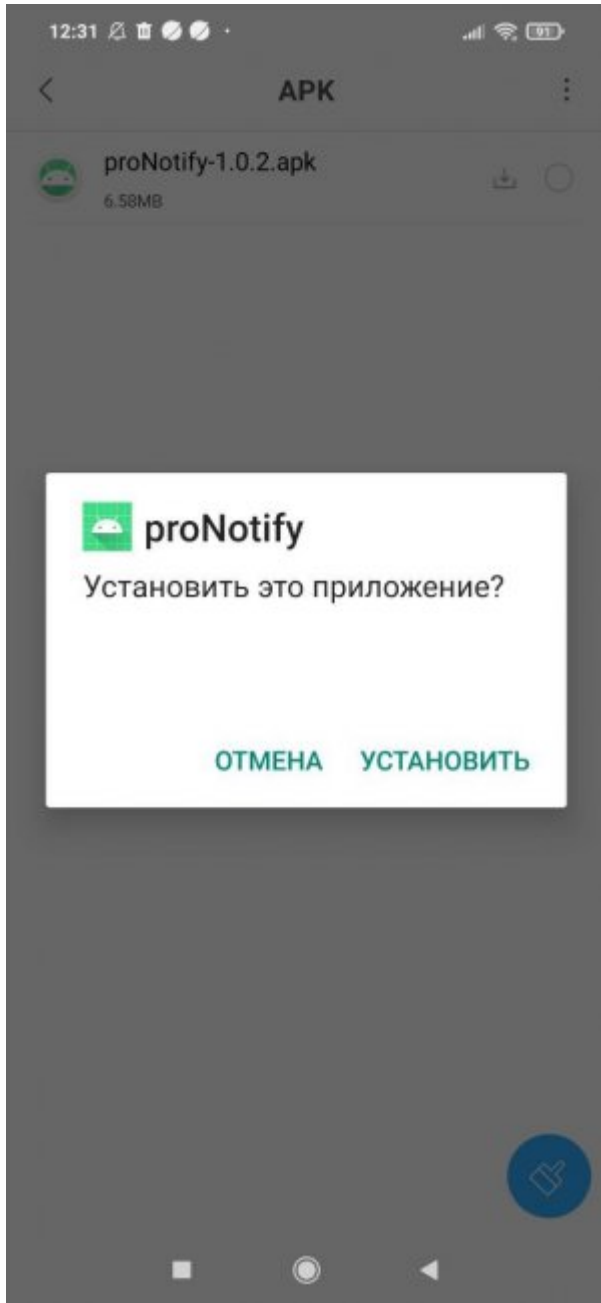 12:31
91
APK
proNotify-1.0.2.apk
6.58MB
proNotify
Установить это приложение?
ОТМЕНА УСТАНОВИТЬ